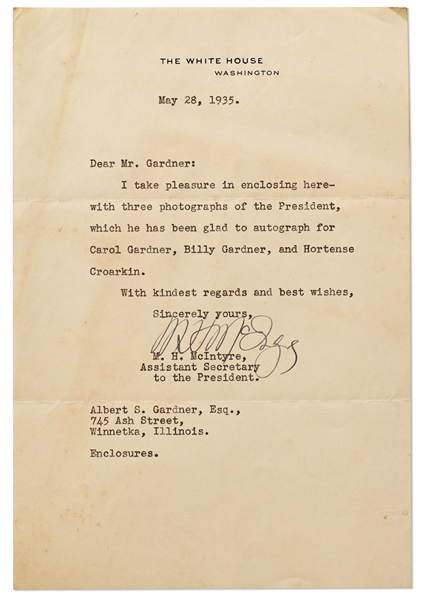 THE WHITE HOUSE
WASHINGTON
May 28, 1935.
Dear Mr. Gardner:
I take pleasure in enclosing here-
with three photographs of the President,
which he has been glad to autograph for
Carol Gardner, Billy Gardner, and Hortense
Croarkin.
With kindest regards and best wishes,
Sincerely yours,
M H McIntyre
M. H. McIntyre,
Assistant Secretary
to the President.
Albert S. Gardner, Esq.,
745 Ash Street,
Winnetka, Illinois.
Enclosures.